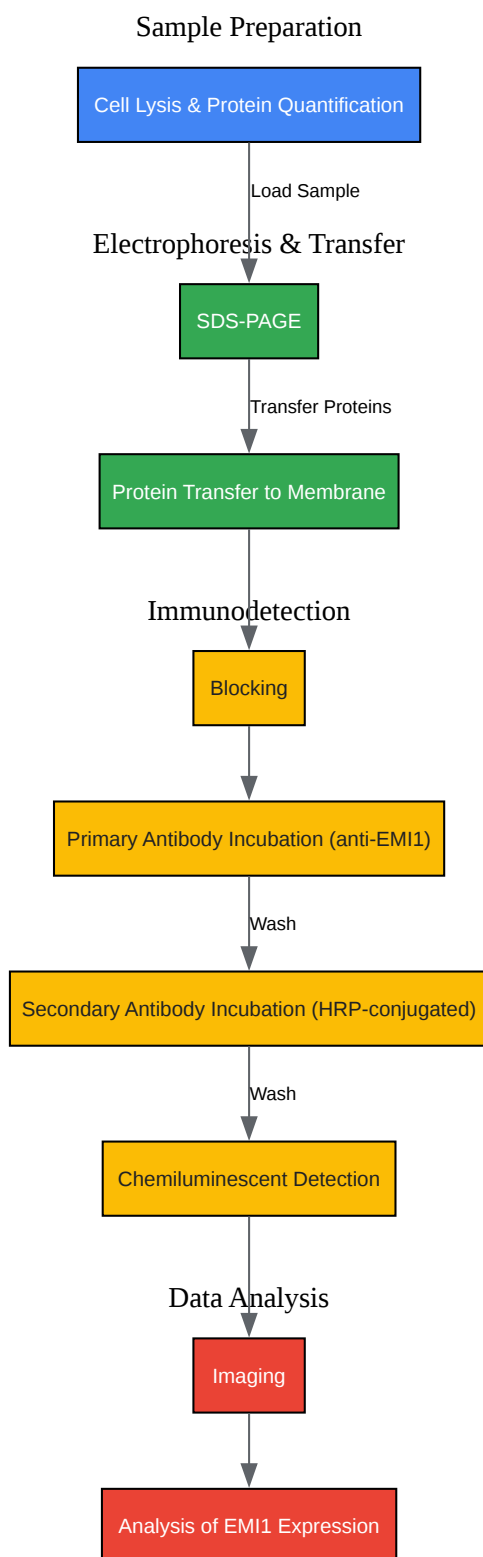 Sample Preparation
Cell Lysis & Protein Quantification
Load Sample
Electrophoresis & Transfer
SDS-PAGE
Transfer Proteins
Protein Transfer to Membrane
Immunodetection
Blocking
Primary Antibody Incubation (anti-EMI1)
Wash
Secondary Antibody Incubation (HRP-conjugated)
Wash
Chemiluminescent Detection
Data Analysis
Imaging
Analysis of EMI1 Expression